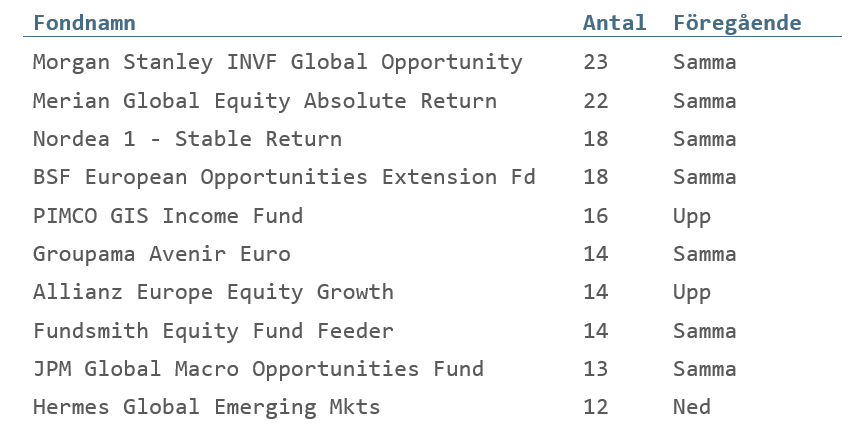 Fondnamn Antal Föregående
Morgan Stanley INVF Global Opportunity 23 Samma
Merian Global Equity Absolute Return 22 Samma
Nordea 1 - Stable Return 18 Samma
BSF European Opportunities Extension Fd 18 Samma
PIMCO GIS Income Fund 16 Upp
Groupama Avenir Euro 14 Samma
Allianz Europe Equity Growth 14 Upp
Fundsmith Equity Fund Feeder 14 Samma
JPM Global Macro Opportunities Fund 13 Samma
Hermes Global Emerging Mkts 12 Ned